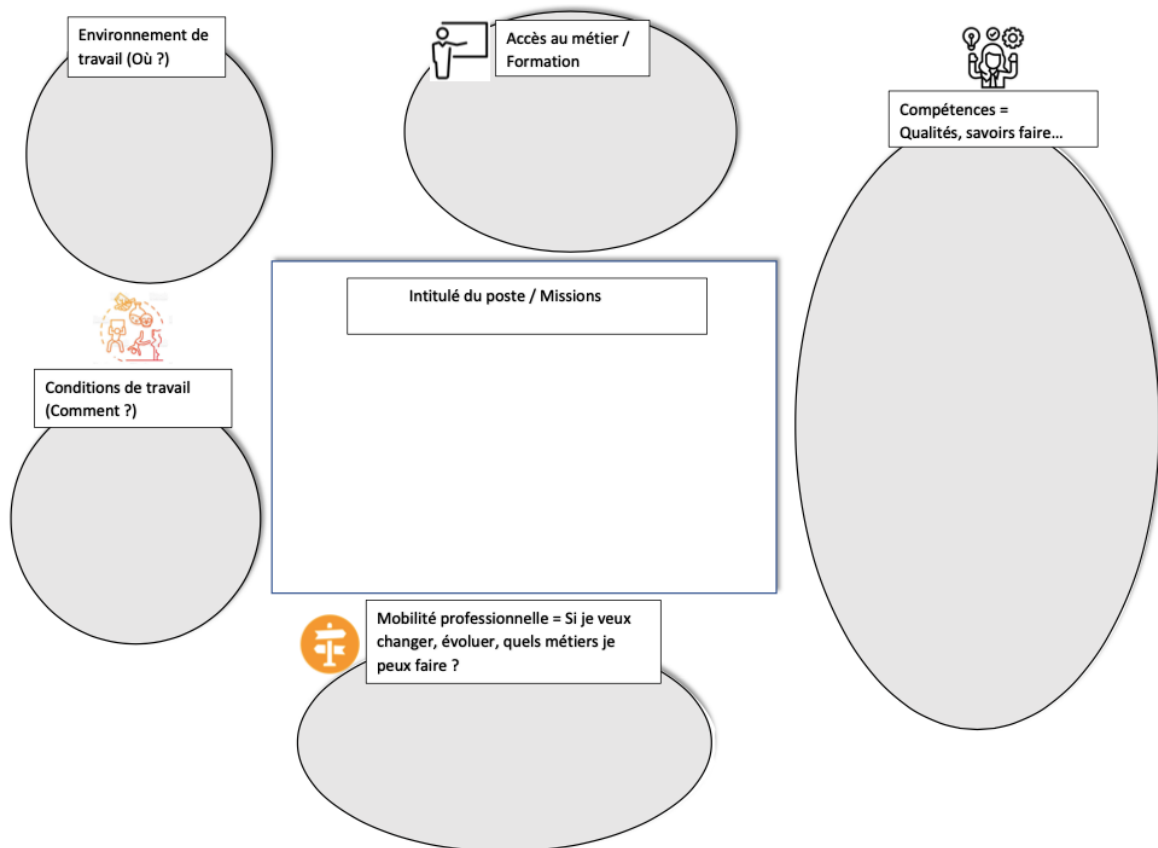 Environnement de
travail (Où ?)
Accès au métier /
Formation
Compétences =
Qualités, savoirs faire...
Intitulé du poste / Missions
Conditions de travail
(Comment ?)
Mobilité professionnelle = Si je veux
changer, évoluer, quels métiers je
peux faire ?